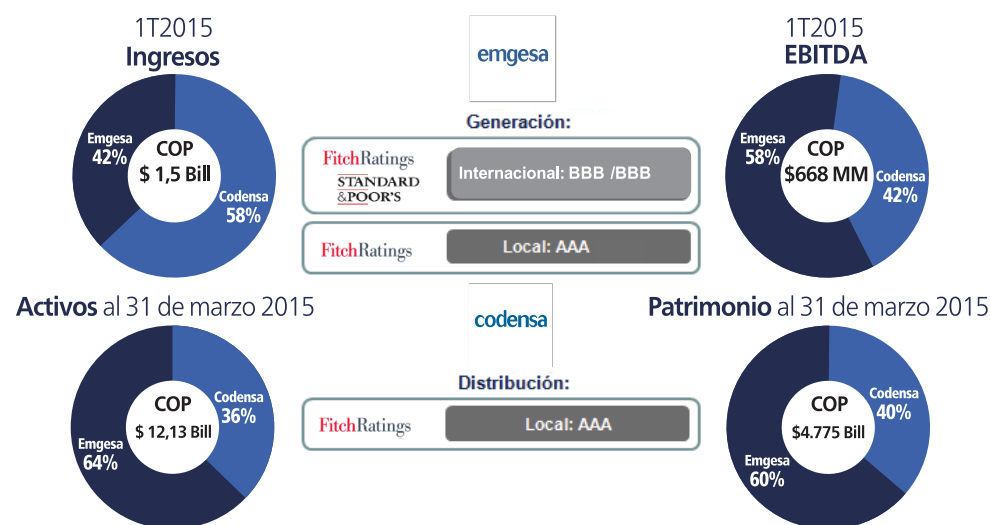 1T2015
Ingresos
Emgesa
42%
COP
$ 1,5 Bill
Codensa
58%
emgesa
Generación:
FitchRatings
STANDARD
&POOR'S
Internacional: BBB /BBB
FitchRatings
Local: AAA
1T2015
EBITDA
Emgesa
58%
COP
$668 MM
Codensa
42%
Activos al 31 de marzo 2015
Codensa
36%
COP
$ 12,13 Bill
Emgesa
64%
codensa
Distribución:
FitchRatings
Local: AAA
Patrimonio al 31 de marzo 2015
Codensa
40%
COP
$4.775 Bill
Emgesa
60%